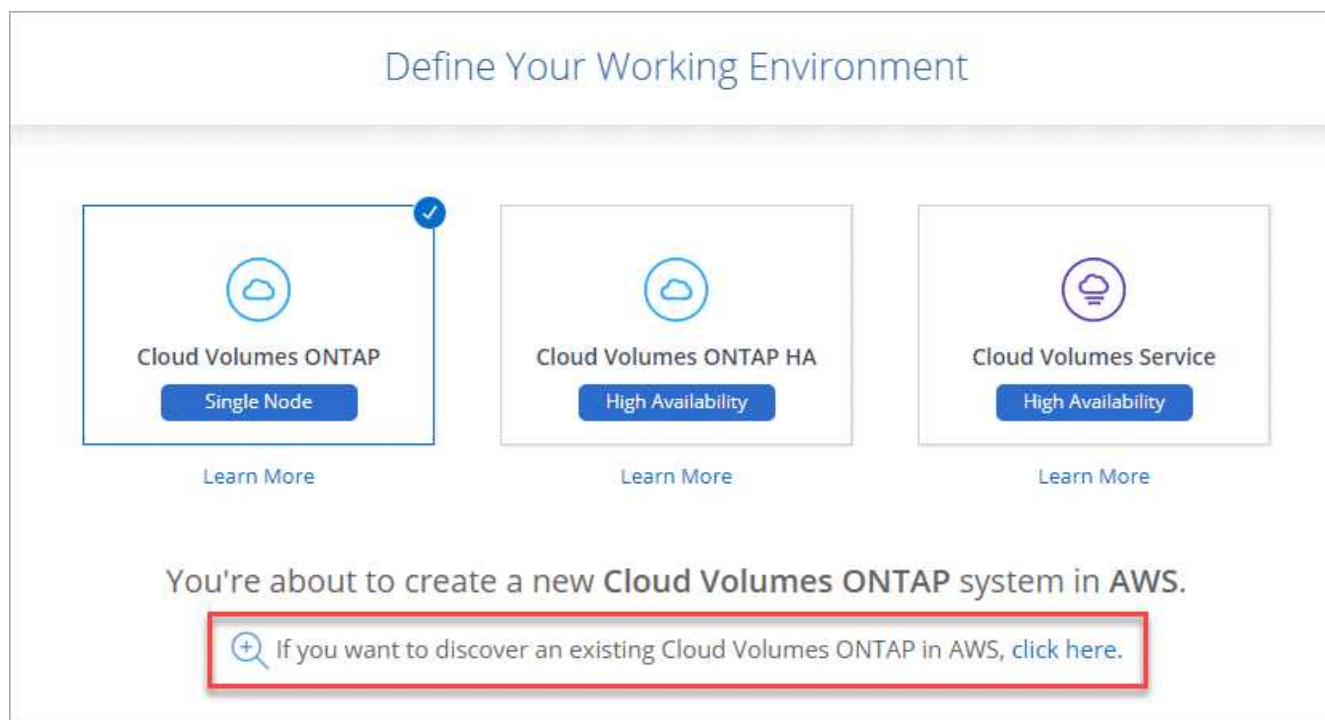 Define Your Working Environment
Cloud Volumes ONTAP
Single Node
Learn More
Cloud Volumes ONTAP HA
High Availability
Learn More
Cloud Volumes Service
High Availability
Learn More
You're about to create a new Cloud Volumes ONTAP system in AWS.
If you want to discover an existing Cloud Volumes ONTAP in AWS, click here.